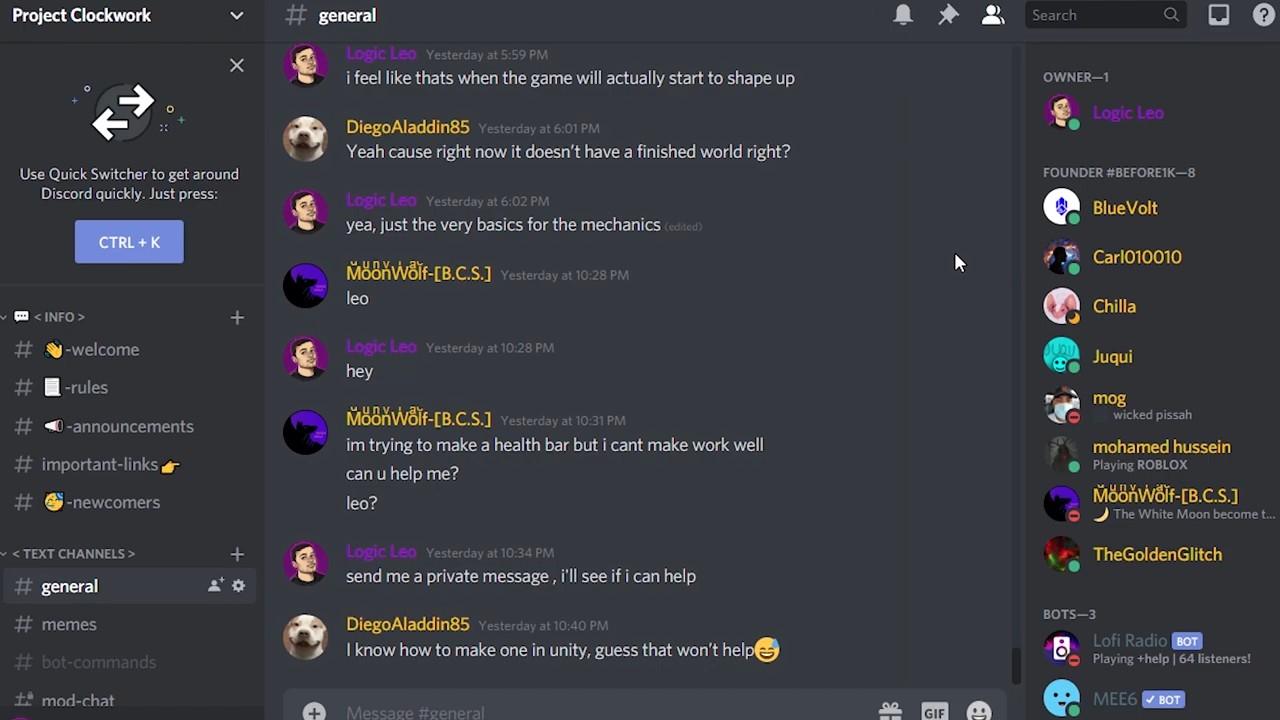 Project Clockwork
general
Search
Use Quick Switcher to get around
Discord quickly. Just press:
CTRL + K
< INFO >
👋-welcome
📃-rules
📢-announcements
important-links👉
🥳-newcomers
< TEXT CHANNELS >
general
memes
bot-commands
mod-chat
Logic Leo Yesterday at 5:59 PM
i feel like thats when the game will actually start to shape up
DiegoAladdin85 Yesterday at 6:01 PM
Yeah cause right now it doesn't have a finished world right?
Logic Leo Yesterday at 6:02 PM
yea, just the very basics for the mechanics (edited)
MoonWolf-[B.C.S.] Yesterday at 10:28 PM
leo
Logic Leo Yesterday at 10:28 PM
hey
MoonWolf-[B.C.S.] Yesterday at 10:31 PM
im trying to make a health bar but i cant make work well
can u help me?
leo?
Logic Leo Yesterday at 10:34 PM
send me a private message , i'll see if i can help
DiegoAladdin85 Yesterday at 10:40 PM
I know how to make one in unity, guess that won't help😅
Message #general
GIF
OWNER—1
Logic Leo
FOUNDER #BEFORE1K—8
BlueVolt
Carl010010
Chilla
Juqui
mog
wicked pissah
mohamed hussein
Playing ROBLOX
MoonWolf-[B.C.S.]
🌙 The White Moon become t...
TheGoldenGlitch
BOTS—3
Lofi Radio BOT
Playing +help | 64 listeners!
MEE6 ✓ BOT